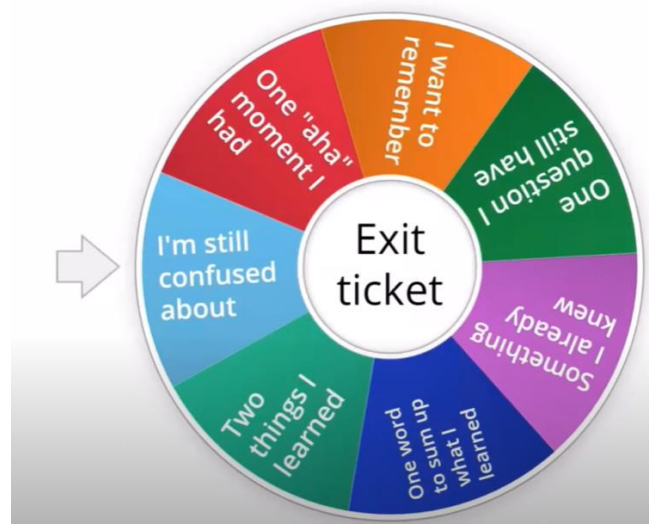 Exit
ticket
I'm still
confused
about
One "aha"
moment I
had
I want to
remember
One
question I
still have
Something
I already
knew
One word
to sum up
what I
learned
Two
things I
learned